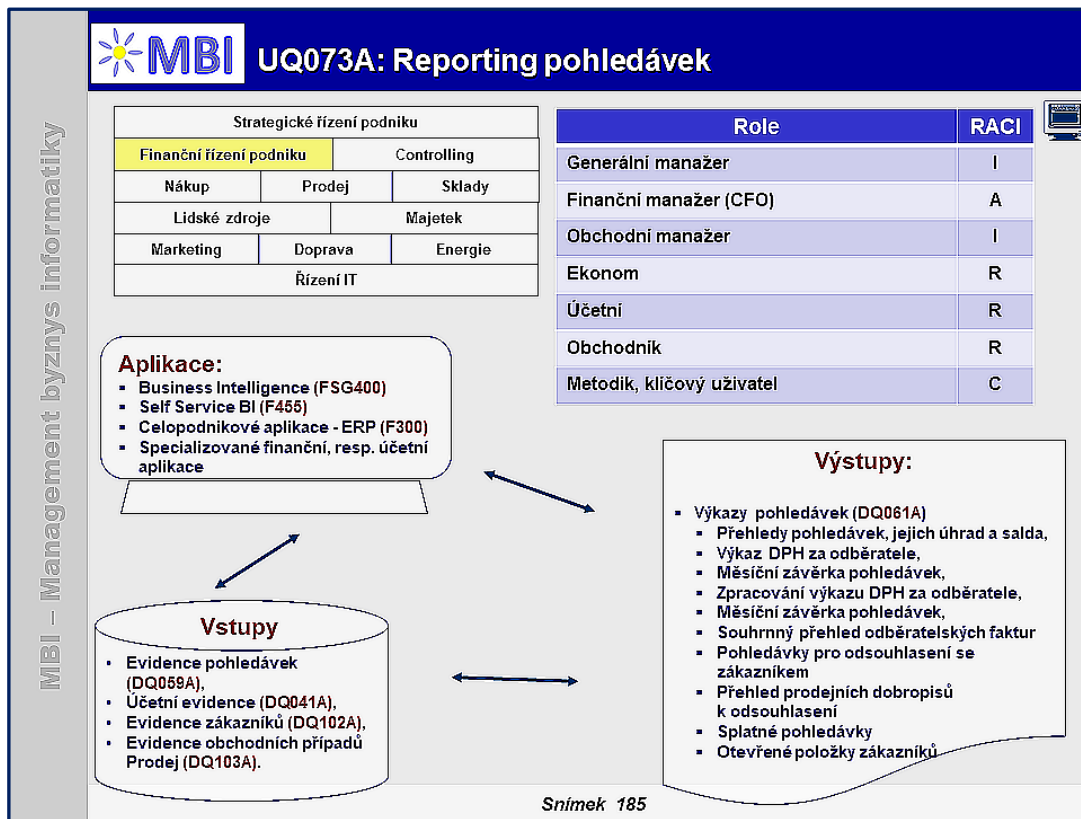 MBI – Management byznys informatiky
MBI
UQ073A: Reporting pohledávek
Strategické řízení podniku
Finanční řízení podniku
Controlling
Nákup
Prodej
Sklady
Lidské zdroje
Majetek
Marketing
Doprava
Energie
Řízení IT
Role RACI
Generální manažer I
Finanční manažer (CFO) A
Obchodní manažer I
Ekonom R
Účetní R
Obchodník R
Metodik, klíčový uživatel C
Aplikace:
▪ Business Intelligence (FSG400)
▪ Self Service BI (F455)
▪ Celopodnikové aplikace - ERP (F300)
▪ Specializované finanční, resp. účetní
aplikace
Vstupy
▪ Evidence pohledávek
(DQ059A),
▪ Účetní evidence (DQ041A),
▪ Evidence zákazníků (DQ102A),
▪ Evidence obchodních případů
Prodej (DQ103A).
Výstupy:
▪ Výkazy pohledávek (DQ061A)
▪ Přehledy pohledávek, jejich úhrad a salda,
▪ Výkaz DPH za odběratele,
▪ Měsíční závěrka pohledávek,
▪ Zpracování výkazu DPH za odběratele,
▪ Měsíční závěrka pohledávek,
▪ Souhrnný přehled odběratelských faktur
▪ Pohledávky pro odsouhlasení se
zákazníkem
▪ Přehled prodejních dobropisů
k odsouhlasení
▪ Splatné pohledávky
▪ Otevřené položky zákazníků
Snímek 185